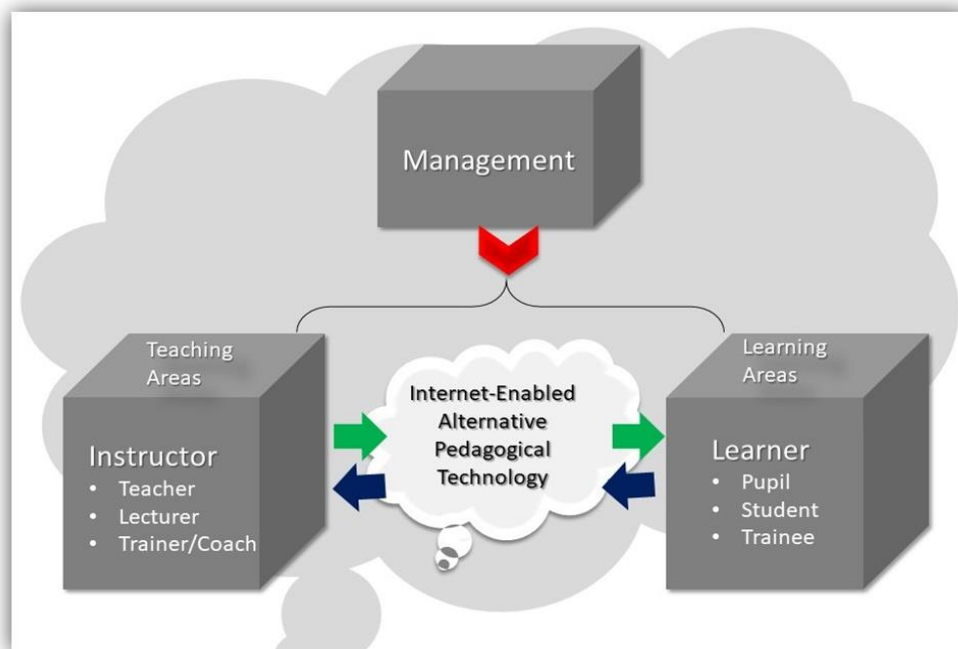 Management
Teaching
Areas
Learning
Areas
Internet-Enabled
Alternative
Pedagogical
Technology
Instructor
• Teacher
• Lecturer
• Trainer/Coach
Learner
• Pupil
• Student
• Trainee